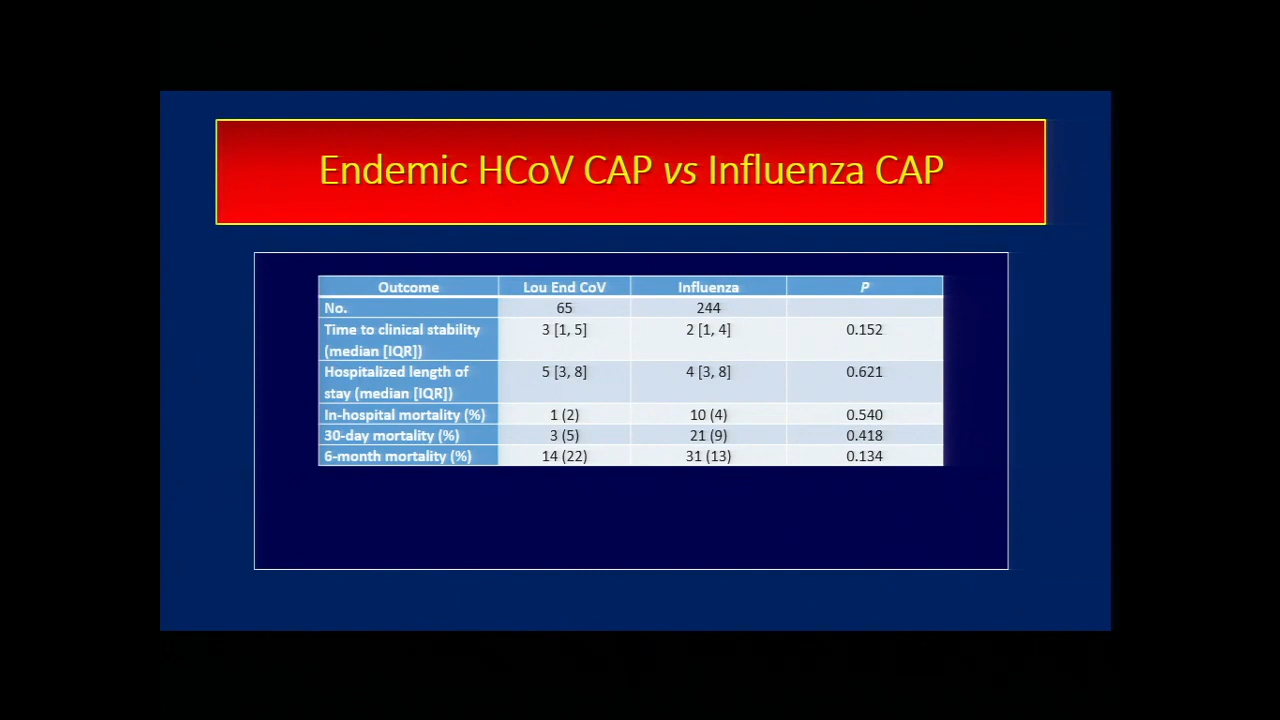 Endemic HCoV CAP vs Influenza CAP
Outcome Lou End CoV Influenza P
No. 65 244
Time to clinical stability 3 [1, 5] 2 [1, 4] 0.152
(median [IQR])
Hospitalized length of 5 [3, 8] 4 [3, 8] 0.621
stay (median [IQR])
In-hospital mortality (%) 1 (2) 10 (4) 0.540
30-day mortality (%) 3 (5) 21 (9) 0.418
6-month mortality (%) 14 (22) 31 (13) 0.134